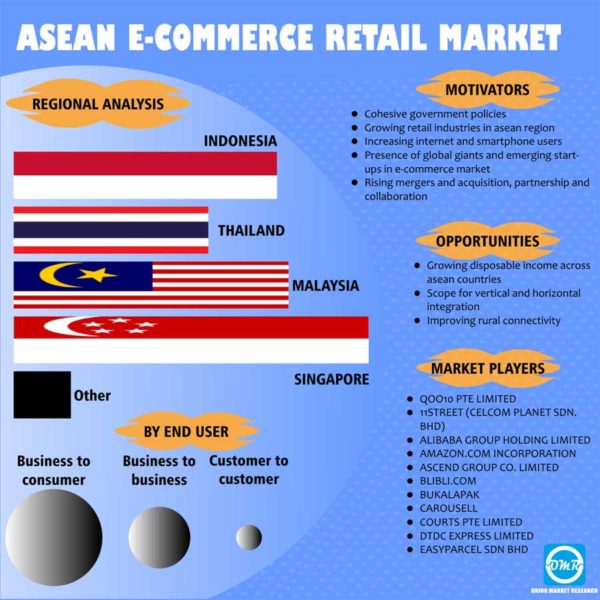 ASEAN E-COMMERCE RETAIL MARKET
REGIONAL ANALYSIS
INDONESIA
THAILAND
MALAYSIA
SINGAPORE
Other
BY END USER
Business to
consumer
Business to
business
Customer to
customer
MOTIVATORS
● Cohesive government policies
● Growing retail industries in asean region
● Increasing internet and smartphone users
● Presence of global giants and emerging start-
ups in e-commerce market
● Rising mergers and acquisition, partnership and
collaboration
OPPORTUNITIES
● Growing disposable income across
asean countries
● Scope for vertical and horizontal
integration
● Improving rural connectivity
MARKET PLAYERS
● QOO10 PTE LIMITED
● 11STREET (CELCOM PLANET SDN.
BHD)
● ALIBABA GROUP HOLDING LIMITED
● AMAZON.COM INCORPORATION
● ASCEND GROUP CO. LIMITED
● BLIBLI.COM
● BUKALAPAK
● CAROUSELL
● COURTS PTE LIMITED
● DTDC EXPRESS LIMITED
● EASYPARCEL SDN BHD
OMR
ORION MARKET RESEARCH